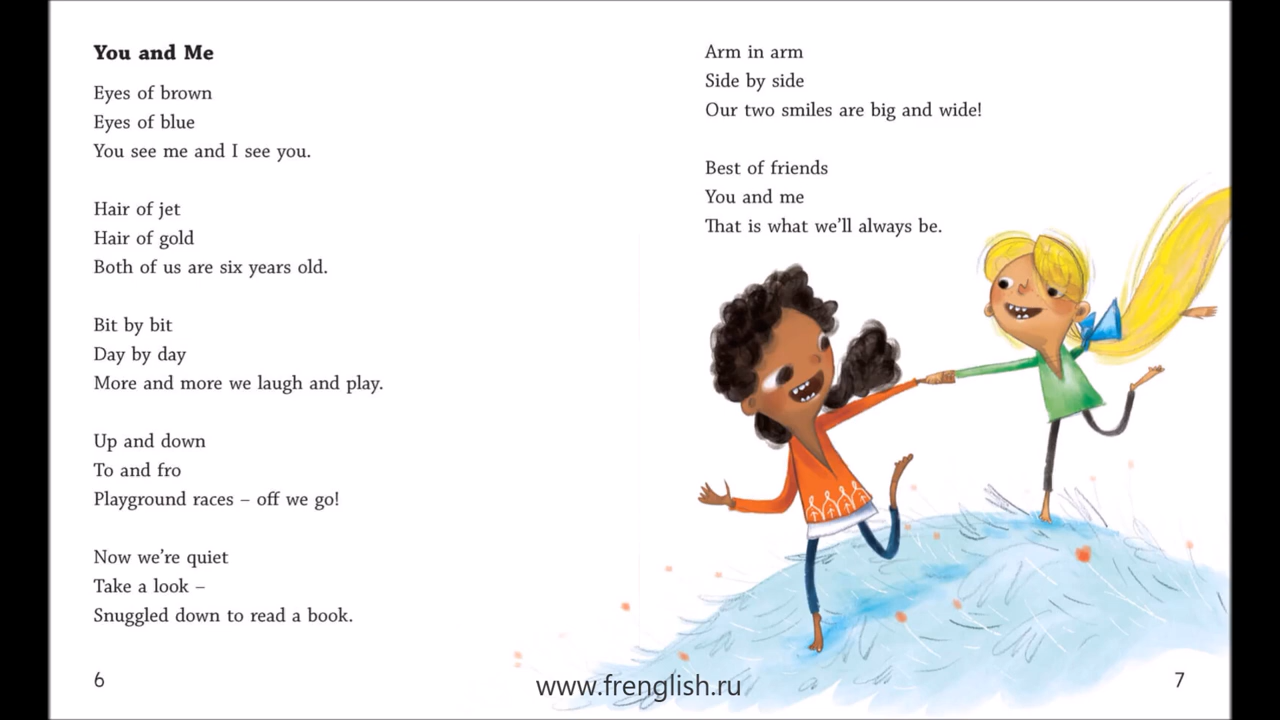 You and Me
Eyes of brown
Eyes of blue
You see me and I see you.
Hair of jet
Hair of gold
Both of us are six years old.
Bit by bit
Day by day
More and more we laugh and play.
Up and down
To and fro
Playground races – off we go!
Now we’re quiet
Take a look –
Snuggled down to read a book.
6
Arm in arm
Side by side
Our two smiles are big and wide!
Best of friends
You and me
That is what we’ll always be.
7
www.frenglish.ru